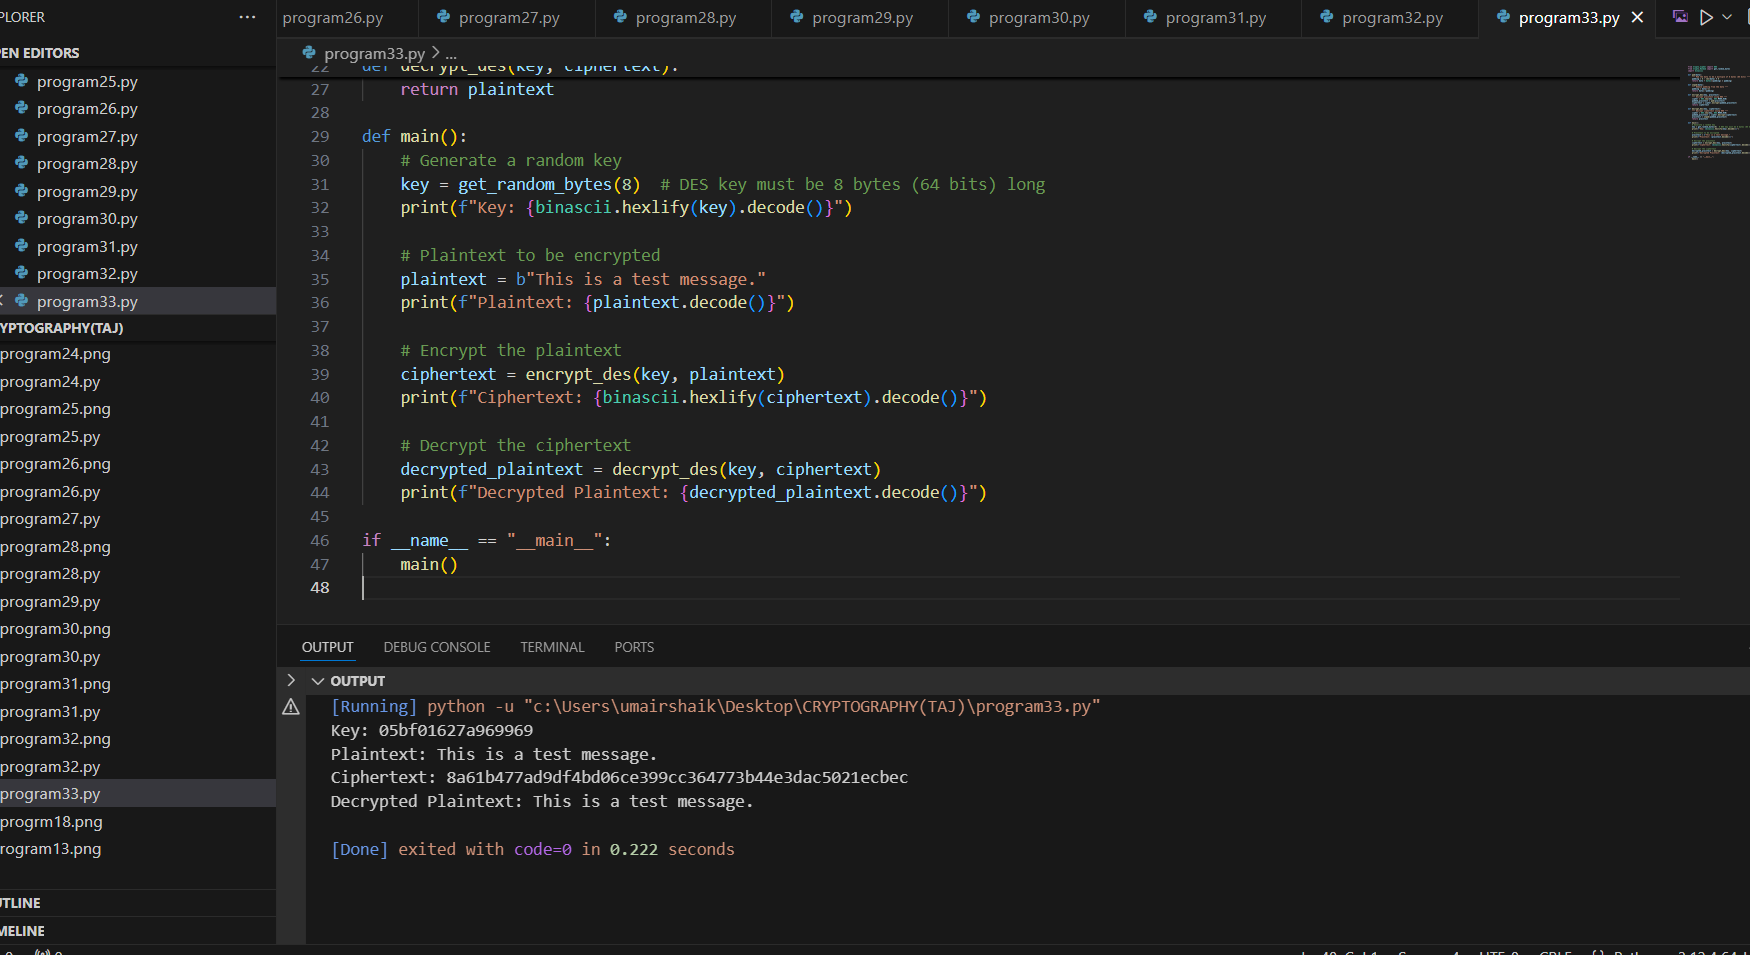 PLORER
...
program26.py
program27.py
program28.py
program29.py
program30.py
program31.py
program32.py
program33.py
EN EDITORS
program25.py
program26.py
program27.py
program28.py
program29.py
program30.py
program31.py
program32.py
program33.py
YPTOGRAPHY(TAJ)
program24.png
program24.py
program25.png
program25.py
program26.png
program26.py
program27.py
program28.png
program28.py
program29.py
program30.png
program30.py
program31.png
program31.py
program32.png
program32.py
program33.py
progrm18.png
rogram13.png
UTLINE
MELINE
program33.py > ...
22 def decrypt_des(key, ciphertext):
27 return plaintext
28
29 def main():
30 # Generate a random key
31 key = get_random_bytes(8)  # DES key must be 8 bytes (64 bits) long
32 print(f"Key: {binascii.hexlify(key).decode()}")
33
34 # Plaintext to be encrypted
35 plaintext = b"This is a test message."
36 print(f"Plaintext: {plaintext.decode()}")
37
38 # Encrypt the plaintext
39 ciphertext = encrypt_des(key, plaintext)
40 print(f"Ciphertext: {binascii.hexlify(ciphertext).decode()}")
41
42 # Decrypt the ciphertext
43 decrypted_plaintext = decrypt_des(key, ciphertext)
44 print(f"Decrypted Plaintext: {decrypted_plaintext.decode()}")
45
46 if __name__ == "__main__":
47 main()
48
OUTPUT
DEBUG CONSOLE
TERMINAL
PORTS
OUTPUT
[Running] python -u "c:\Users\umairshaik\Desktop\CRYPTOGRAPHY(TAJ)\program33.py"
Key: 05bf01627a969969
Plaintext: This is a test message.
Ciphertext: 8a61b477ad9df4bd06ce399cc364773b44e3dac5021ecbec
Decrypted Plaintext: This is a test message.
[Done] exited with code=0 in 0.222 seconds